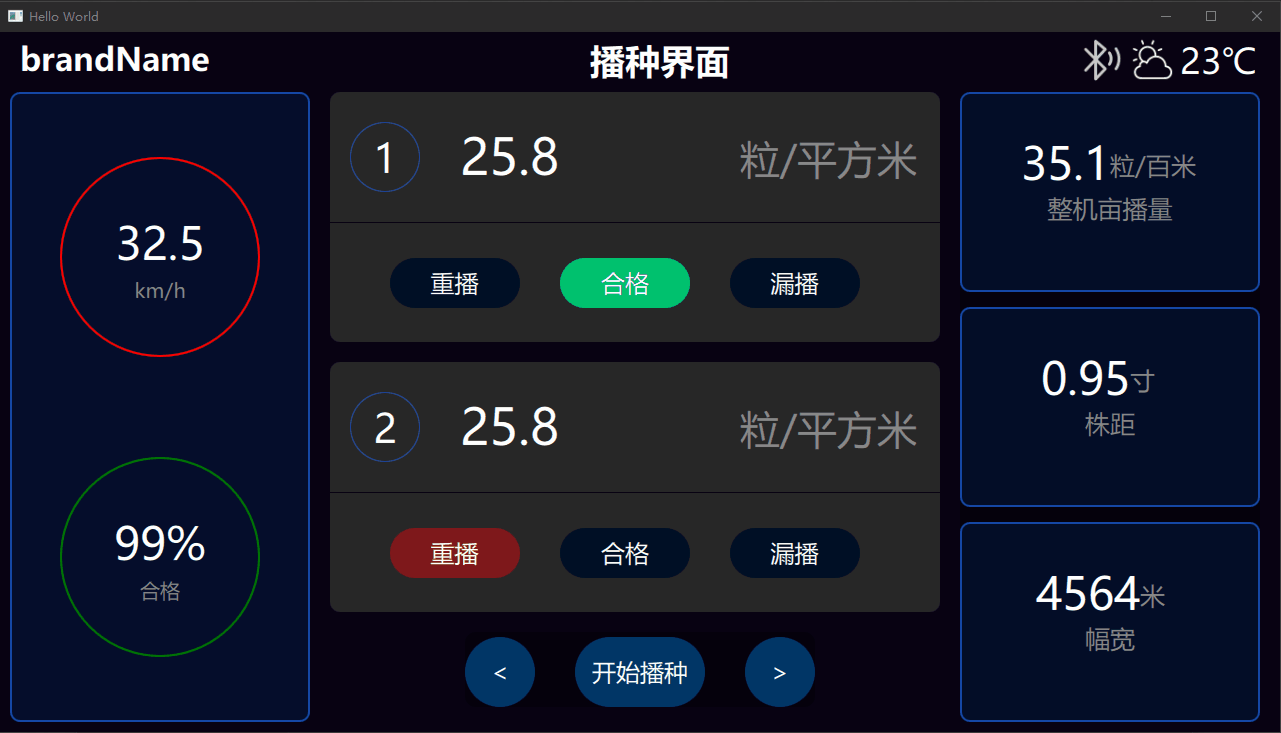 Hello World
brandName
播种界面
23℃
32.5
km/h
99%
合格
1
25.8
粒/平方米
重播
合格
漏播
2
25.8
粒/平方米
重播
合格
漏播
<
开始播种
>
35.1粒/百米
整机亩播量
0.95寸
株距
4564米
幅宽